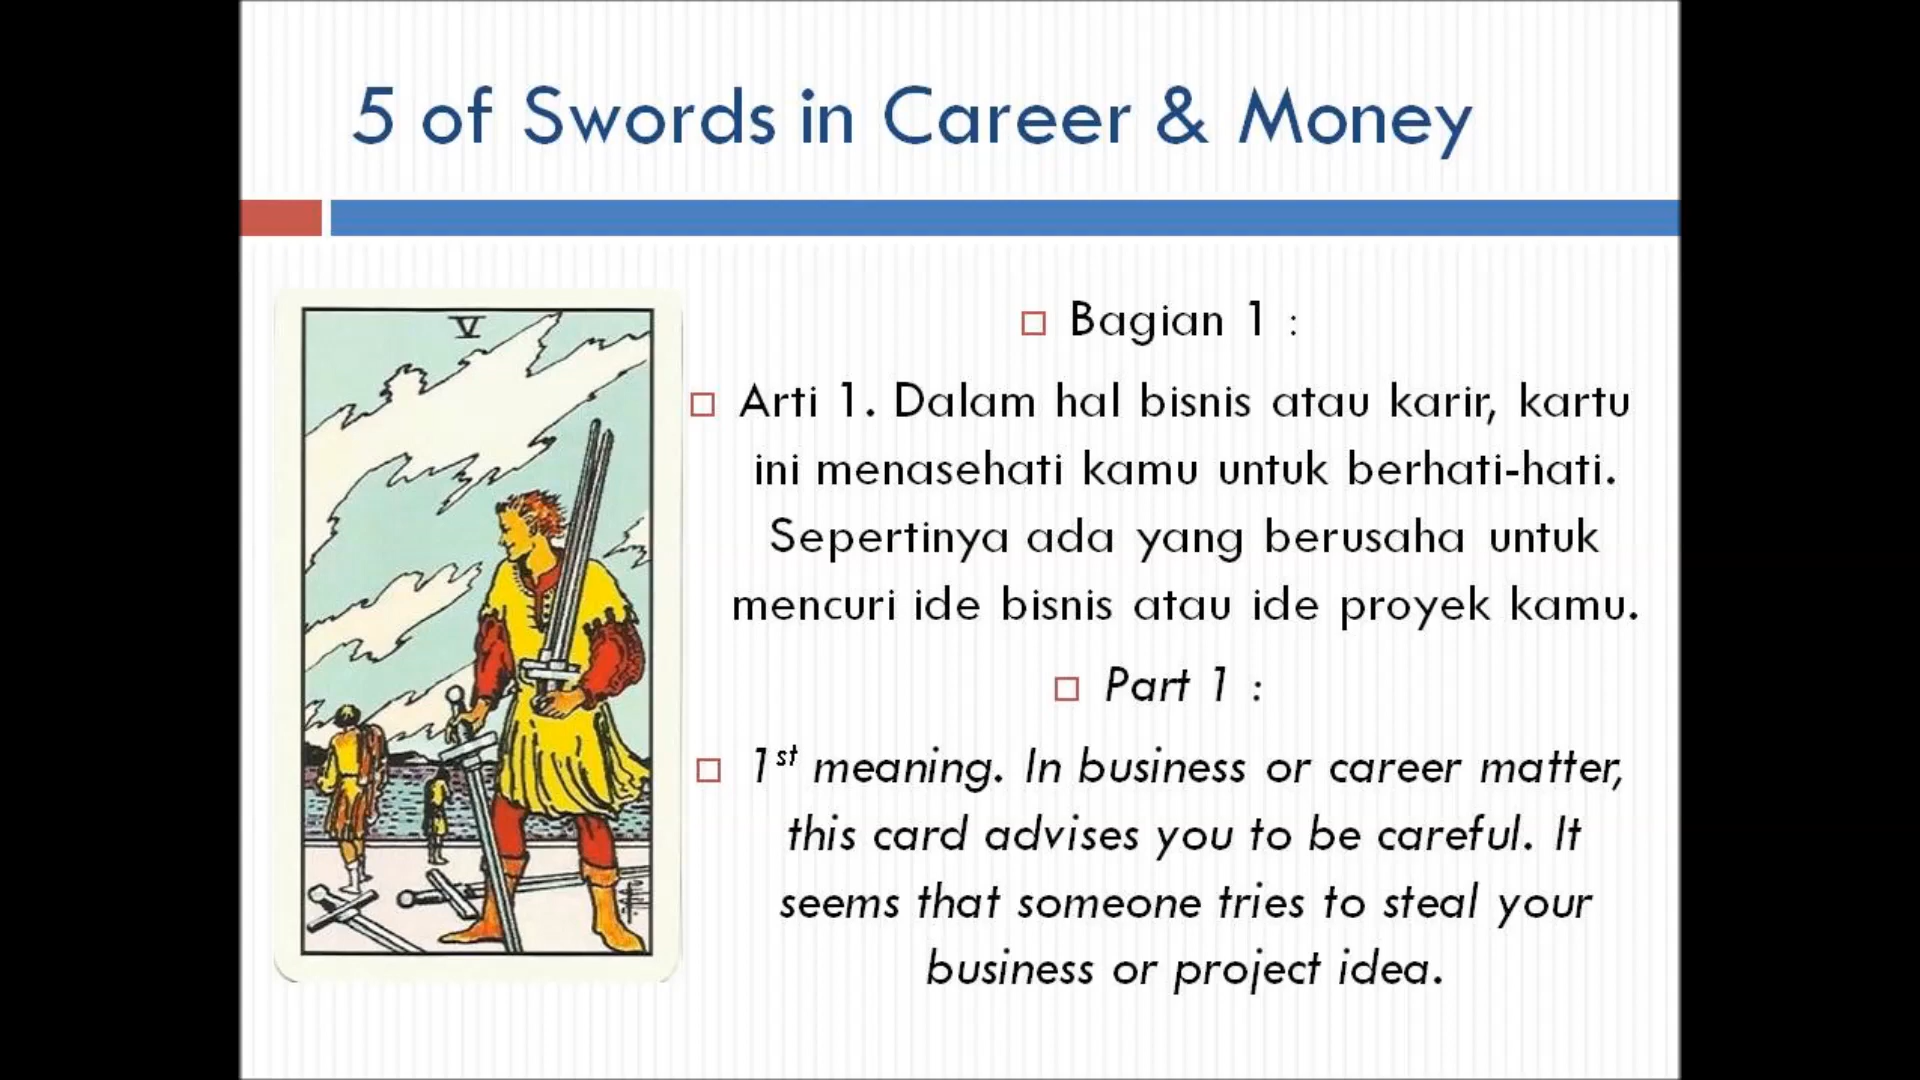 5 of Swords in Career & Money
V
Bagian 1 :
Arti 1. Dalam hal bisnis atau karir, kartu
ini menasehati kamu untuk berhati-hati.
Sepertinya ada yang berusaha untuk
mencuri ide bisnis atau ide proyek kamu.
Part 1 :
1st meaning. In business or career matter,
this card advises you to be careful. It
seems that someone tries to steal your
business or project idea.